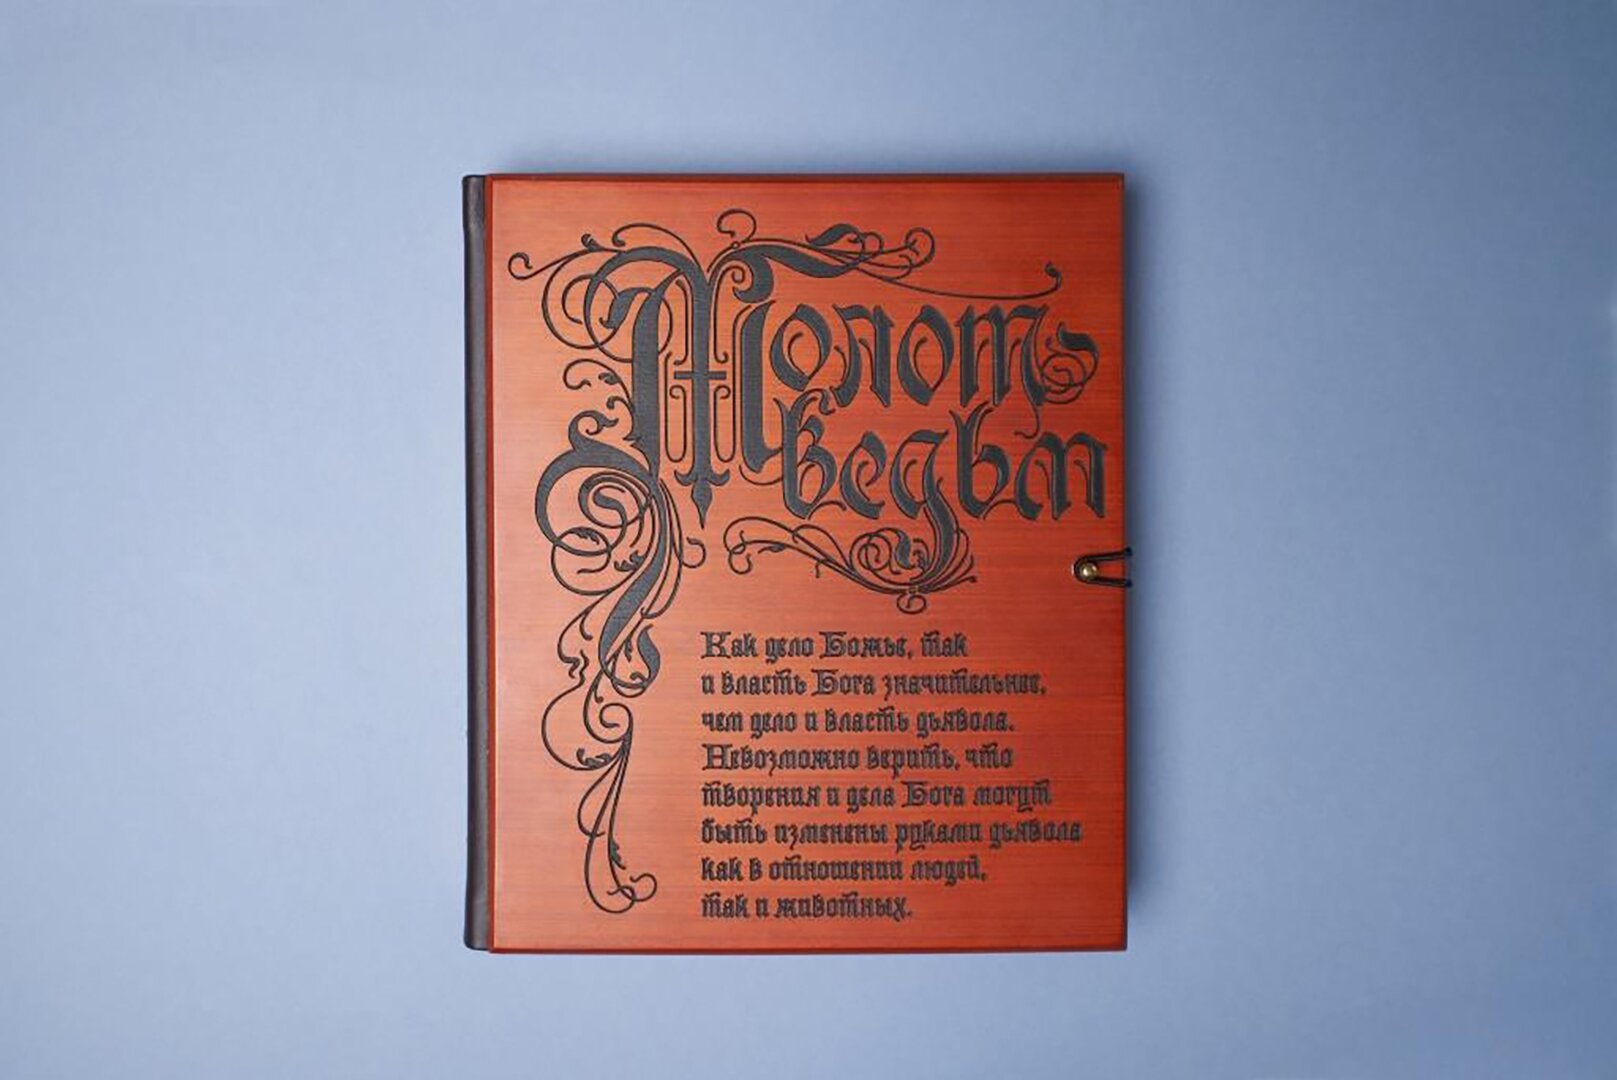 Молотъ
ведьм
Как дело Божье, так
и власть Бога значительнее,
чем дело и власть дьявола.
Невозможно верить, что
творения и дела Бога могут
быть изменены руками дьявола
как в отношении людей,
так и животных.